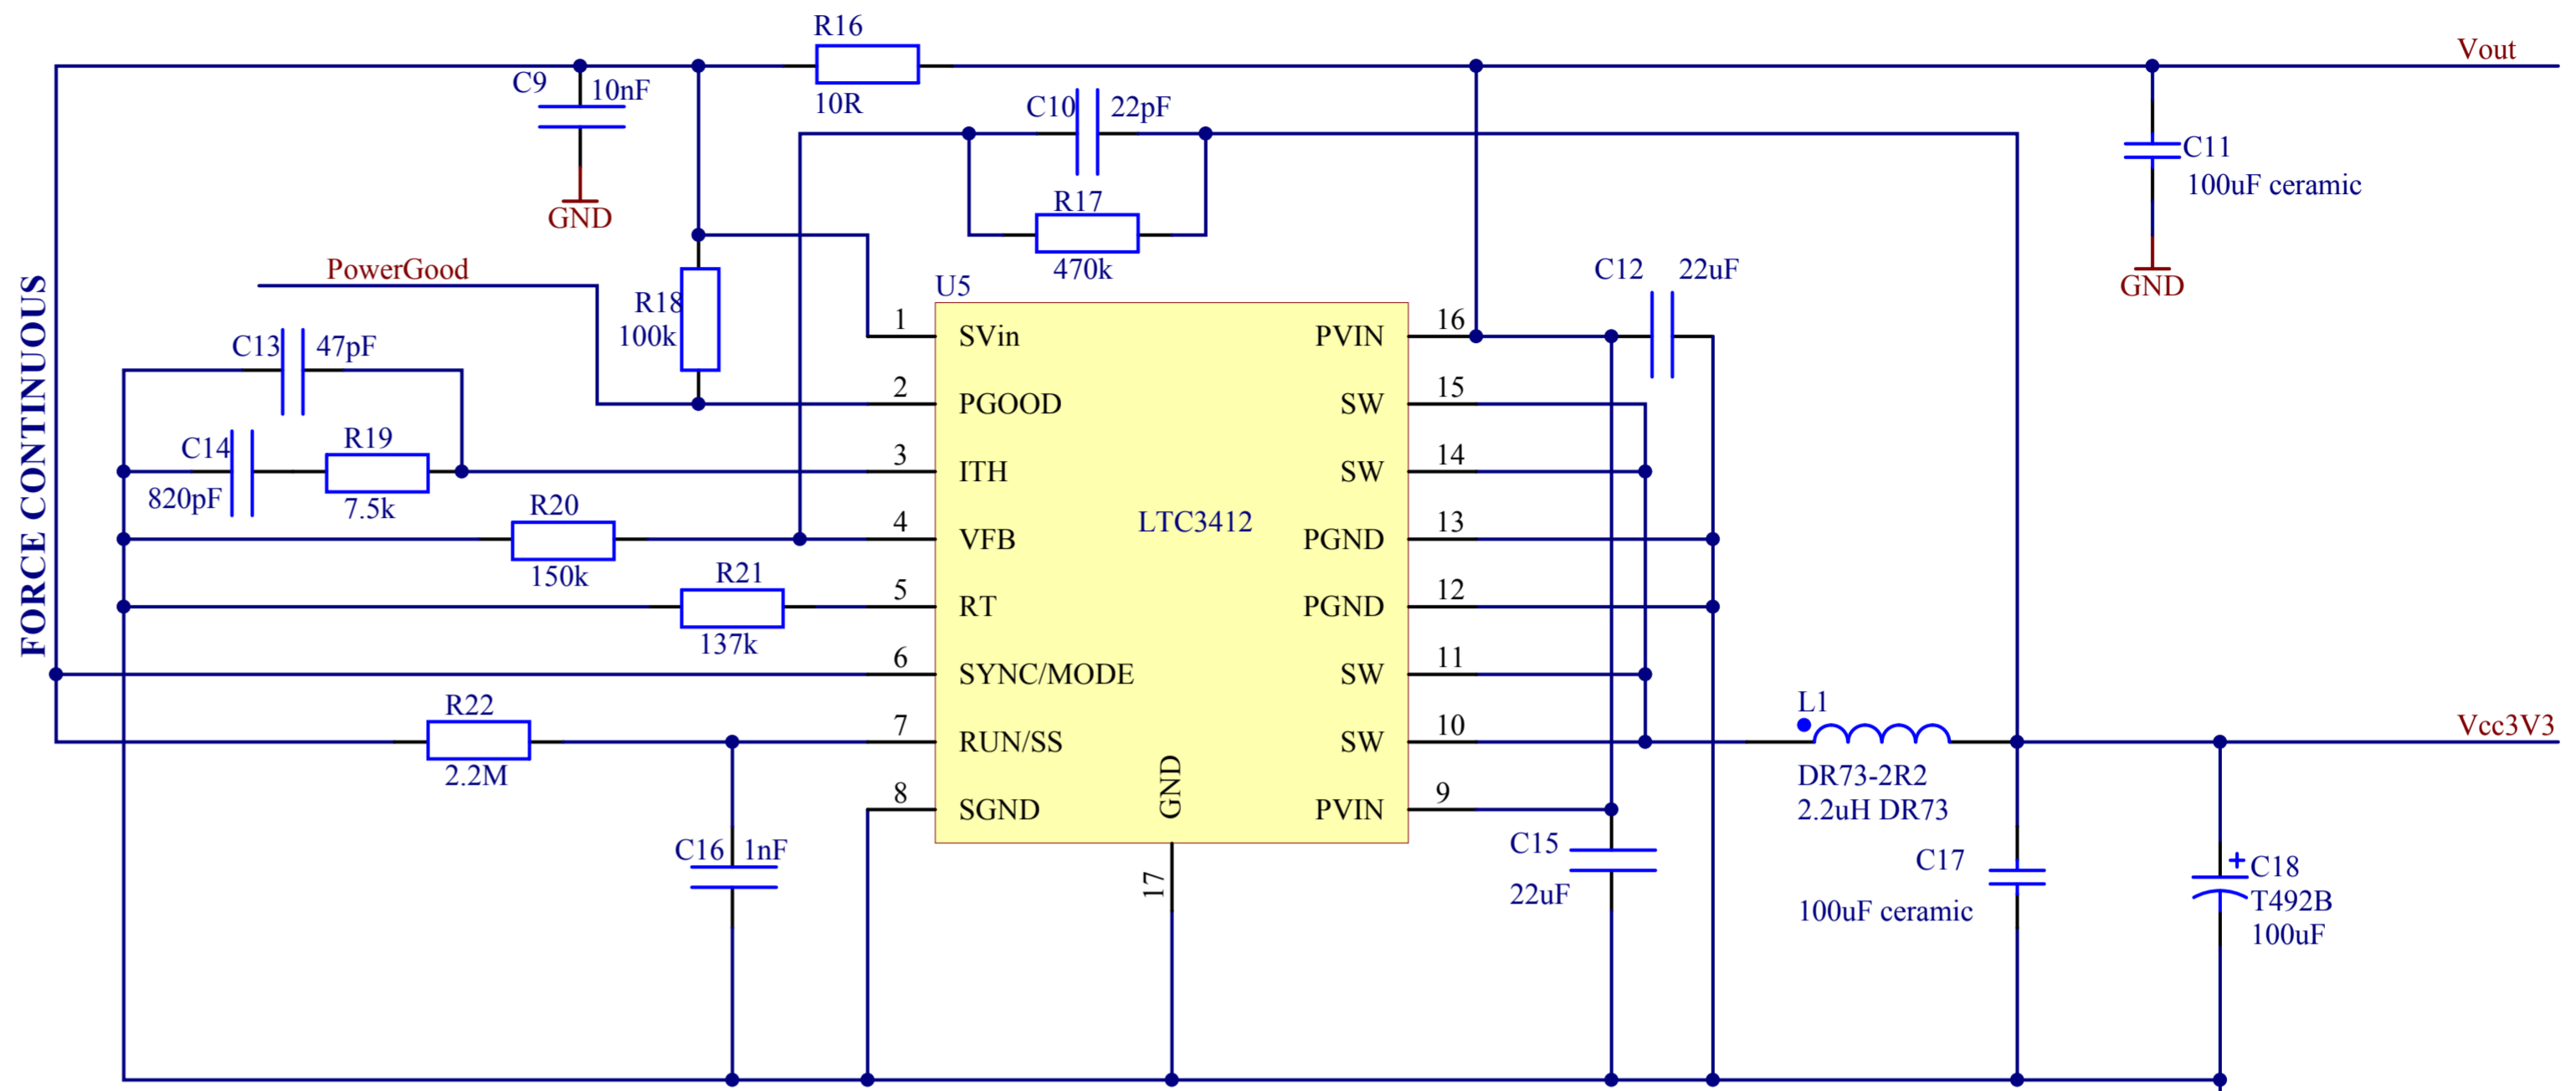 R16
Vout
C9
10nF
10R
C10
22pF
C11
100uF ceramic
R17
GND
470k
PowerGood
C12
22uF
GND
FORCE CONTINUOUS
R18
100k
U5
C13
47pF
1
SVin
PVIN
16
2
PGOOD
SW
15
C14
R19
820pF
7.5k
3
ITH
SW
14
R20
150k
LTC3412
4
VFB
PGND
13
R21
137k
5
RT
PGND
12
6
SYNC/MODE
SW
11
R22
2.2M
7
RUN/SS
SW
10
L1
Vcc3V3
DR73-2R2
2.2uH DR73
8
SGND
GND
PVIN
9
C16
1nF
17
C15
22uF
C17
100uF ceramic
+
C18
T492B
100uF